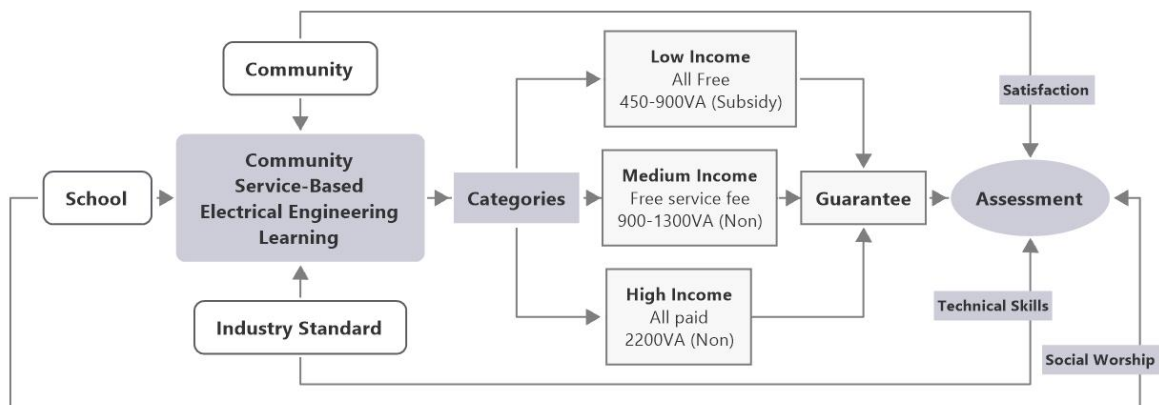 Community
School
Community
Service-Based
Electrical Engineering
Learning
Industry Standard
Categories
Low Income
All Free
450-900VA (Subsidy)
Medium Income
Free service fee
900-1300VA (Non)
High Income
All paid
2200VA (Non)
Guarantee
Satisfaction
Assessment
Technical Skills
Social Worship